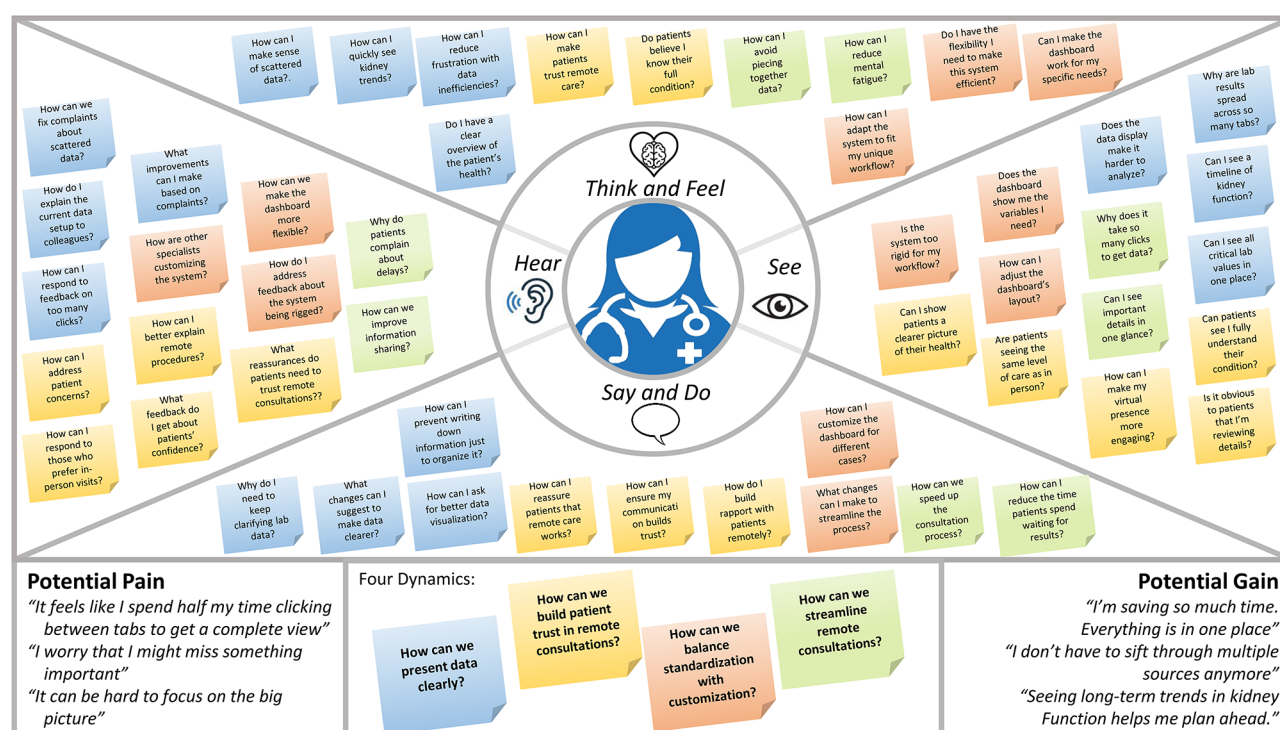 How can I
make sense
of scattered
data?.
How can I
quickly see
kidney
trends?
How can I
reduce
frustration with
data
inefficiencies?
How can I
make
patients
trust remote
care?
Do patients
believe I
know their
full
condition?
How can I
avoid
piecing
together
data?
How can I
reduce
mental
fatigue?
Do I have the
flexibility I
need to make
this system
efficient?
Can I make the
dashboard
work for my
specific needs?
Do I have a
clear
overview of
the patient's
health?
How can I
adapt the
system to fit
my unique
workflow?
Think and Feel
How can we
fix complaints
about
scattered
data?
What
improvements
can I make
based on
complaints?
How do I
explain the
current data
setup to
colleagues?
How can we
make the
dashboard
more
flexible?
Why do
patients
complain
about
delays?
How are other
specialists
customizing
the system?
How can I
respond to
feedback on
too many
clicks?
How do I
address
feedback about
the system
being rigged?
How can we
improve
information
sharing?
How can I
better explain
remote
procedures?
How can I
address
patient
concerns?
What
reassurances do
patients need to
trust remote
consultations??
What
feedback do
I get about
patients'
confidence?
How can I
respond to
those who
prefer in-
person visits?
Hear
See
Why are lab
results
spread
across so
many tabs?
Does the
data display
make it
harder to
analyze?
Can I see a
timeline of
kidney
function?
Does the
dashboard
show me the
variables I
need?
Is the
system too
rigid for my
workflow?
Why does it
take so
many clicks
to get data?
Can I see all
critical lab
values in
one place?
How can I
adjust the
dashboard's
layout?
Can I show
patients a
clearer picture
of their health?
Can I see
important
details in
one glance?
Can patients
see I fully
understand
their
condition?
Are patients
seeing the
same level
of care as in
person?
How can I
make my
virtual
presence
more
engaging?
Is it obvious
to patients
that I'm
reviewing
details?
Say and Do
How can I
prevent writing
down
information just
to organize it?
How can I
customize the
dashboard for
different
cases?
Why do I
need to
keep
clarifying lab
data?
What
changes can I
suggest to
make data
clearer?
How can I ask
for better data
visualization?
How can I
reassure
patients that
remote care
works?
How can I
ensure my
communicati
on builds
trust?
How do I
build
rapport with
patients
remotely?
What changes
can I make to
streamline the
process?
How can we
speed up
the
consultation
process?
How can I
reduce the time
patients spend
waiting for
results?
Potential Pain
“It feels like I spend half my time clicking
between tabs to get a complete view”
“I worry that I might miss something
important”
“It can be hard to focus on the big
picture”
Four Dynamics:
How can we
present data
clearly?
How can we
build patient
trust in remote
consultations?
How can we
balance
standardization
with
customization?
How can we
streamline
remote
consultations?
Potential Gain
“I’m saving so much time.
Everything is in one place”
“I don’t have to sift through multiple
sources anymore”
“Seeing long-term trends in kidney
Function helps me plan ahead.”